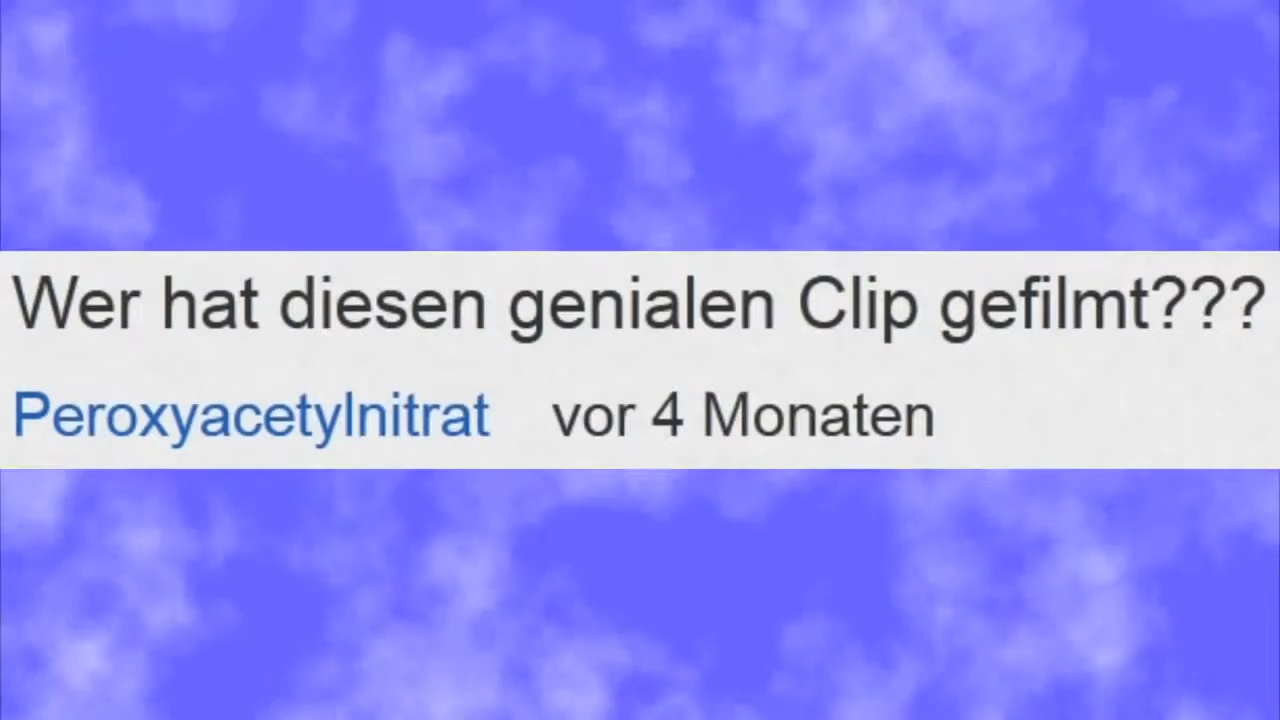 Wer hat diesen genialen Clip gefilmt???
Peroxyacetylnitrat vor 4 Monaten